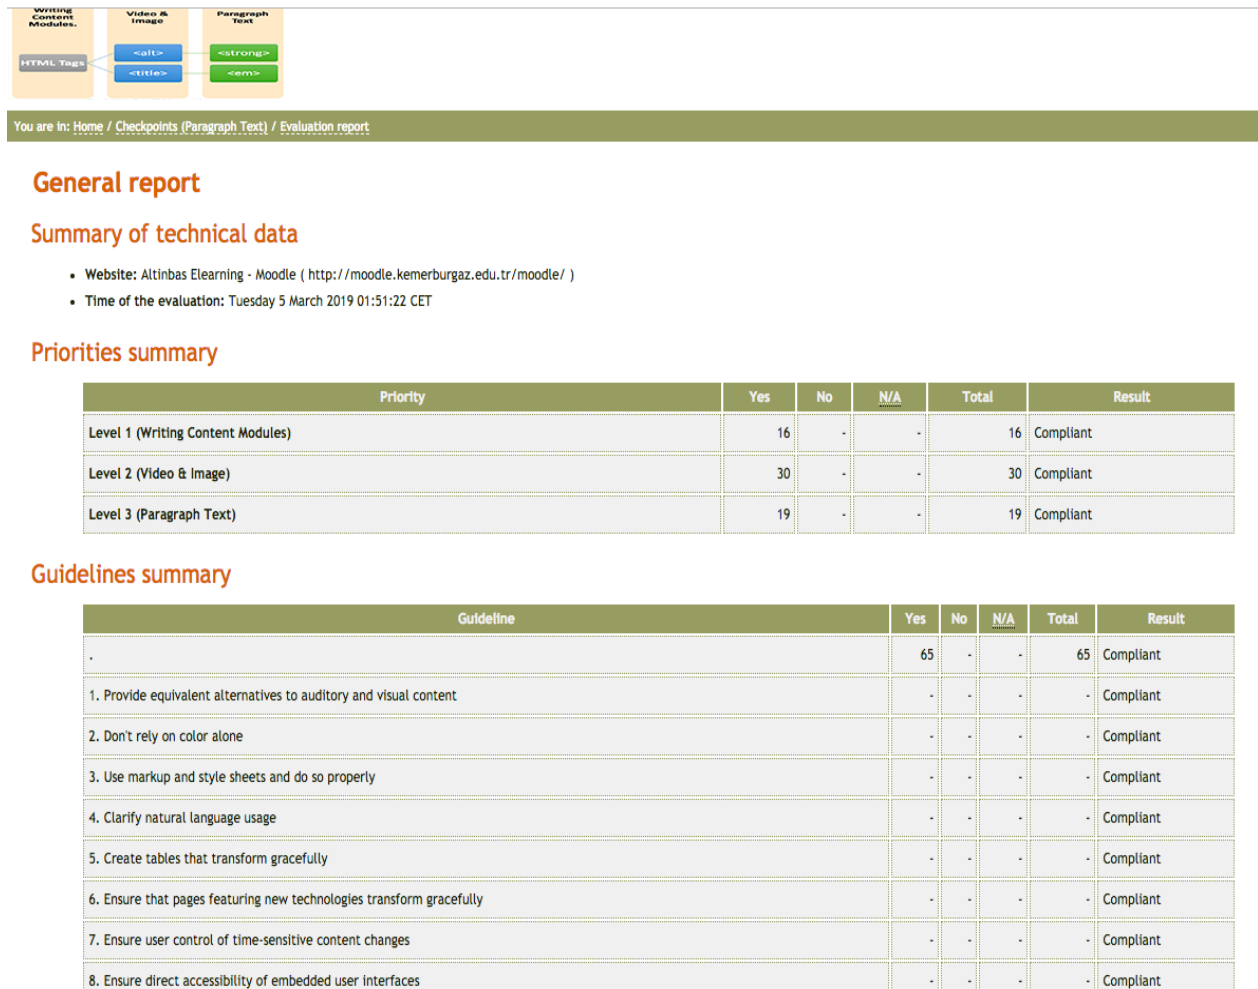 Writing
Content
Modules.
Video &
Image
Paragraph
Text
HTML Tags
<alt>
<title>
<strong>
<em>
You are in: Home / Checkpoints (Paragraph Text) / Evaluation report
General report
Summary of technical data
• Website: Altinbas Elearning - Moodle ( http://moodle.kemerburgaz.edu.tr/moodle/ )
• Time of the evaluation: Tuesday 5 March 2019 01:51:22 CET
Priorities summary
Priority Yes No N/A Total Result
Level 1 (Writing Content Modules) 16 - - 16 Compliant
Level 2 (Video & Image) 30 - - 30 Compliant
Level 3 (Paragraph Text) 19 - - 19 Compliant
Guidelines summary
Guideline Yes No N/A Total Result
. 65 - - 65 Compliant
1. Provide equivalent alternatives to auditory and visual content - - - - Compliant
2. Don't rely on color alone - - - - Compliant
3. Use markup and style sheets and do so properly - - - - Compliant
4. Clarify natural language usage - - - - Compliant
5. Create tables that transform gracefully - - - - Compliant
6. Ensure that pages featuring new technologies transform gracefully - - - - Compliant
7. Ensure user control of time-sensitive content changes - - - - Compliant
8. Ensure direct accessibility of embedded user interfaces - - - - Compliant